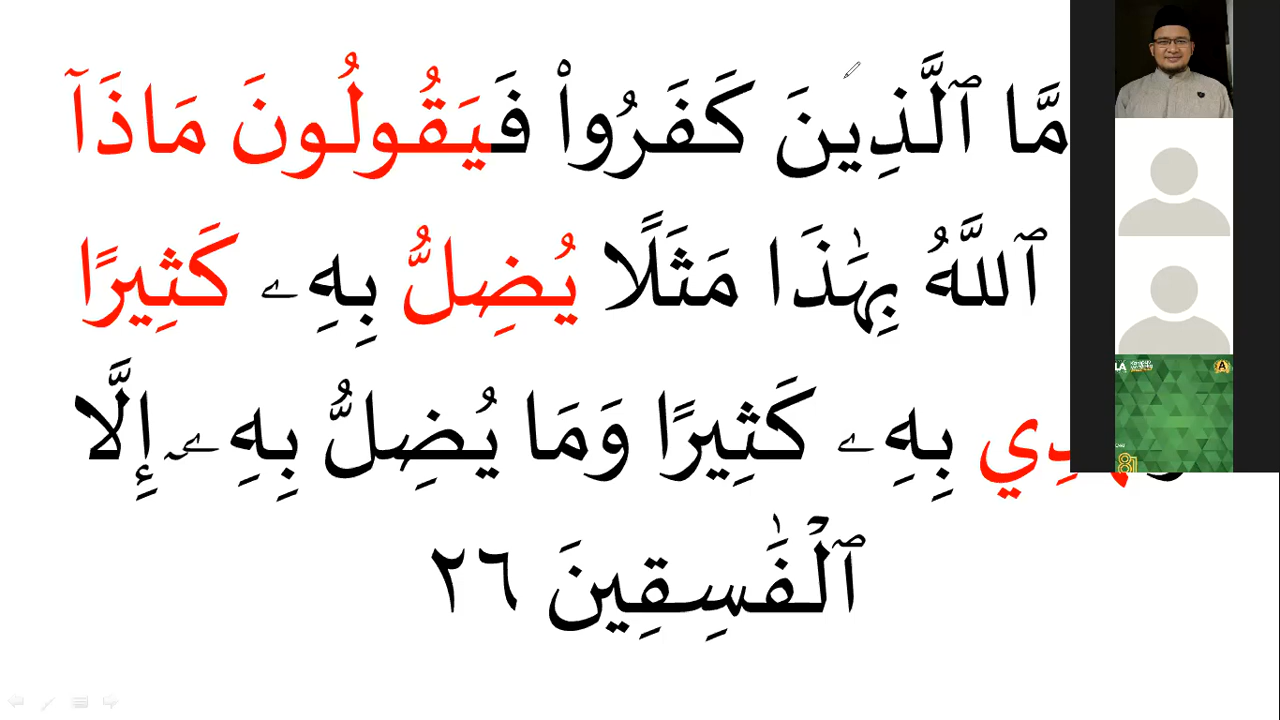 مَّا ٱلَّذِينَ كَفَرُوا۟ فَيَقُولُونَ مَاذَآ
ٱللَّهُ بِهَـٰذَا مَثَلًا يُضِلُّ بِهِۦ كَثِيرًا
بِهِۦ كَثِيرًا وَمَا يُضِلُّ بِهِۦٓ إِلَّا
ٱلْفَـٰسِقِينَ ٢٦